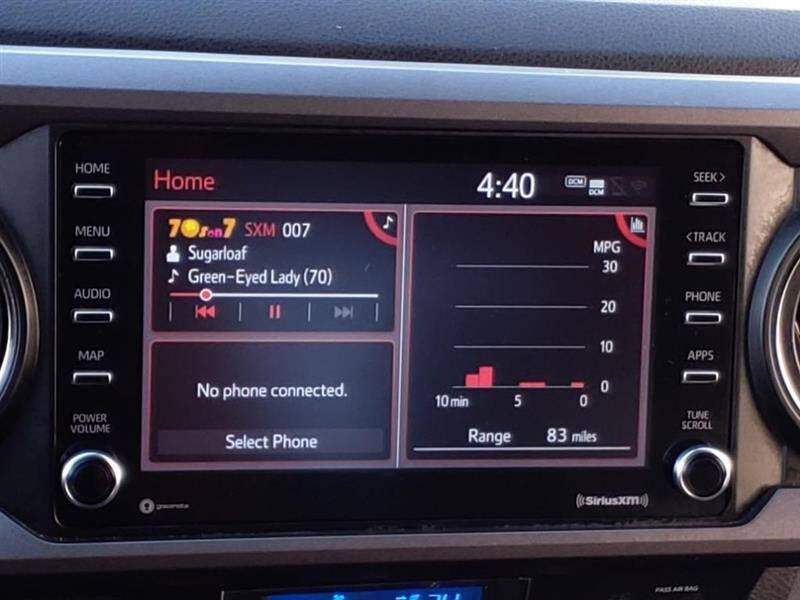 HOME
MENU
AUDIO
MAP
POWER
VOLUME
Home
4:40
DCM
DCM
70s on 7 SXM 007
Sugarloaf
Green-Eyed Lady (70)
No phone connected.
Select Phone
MPG
30
20
10
0
10 min 5 0
Range 83 miles
SEEK >
< TRACK
PHONE
APPS
TUNE
SCROLL
gracenote
((SiriusXM))
PASS AIR BAG